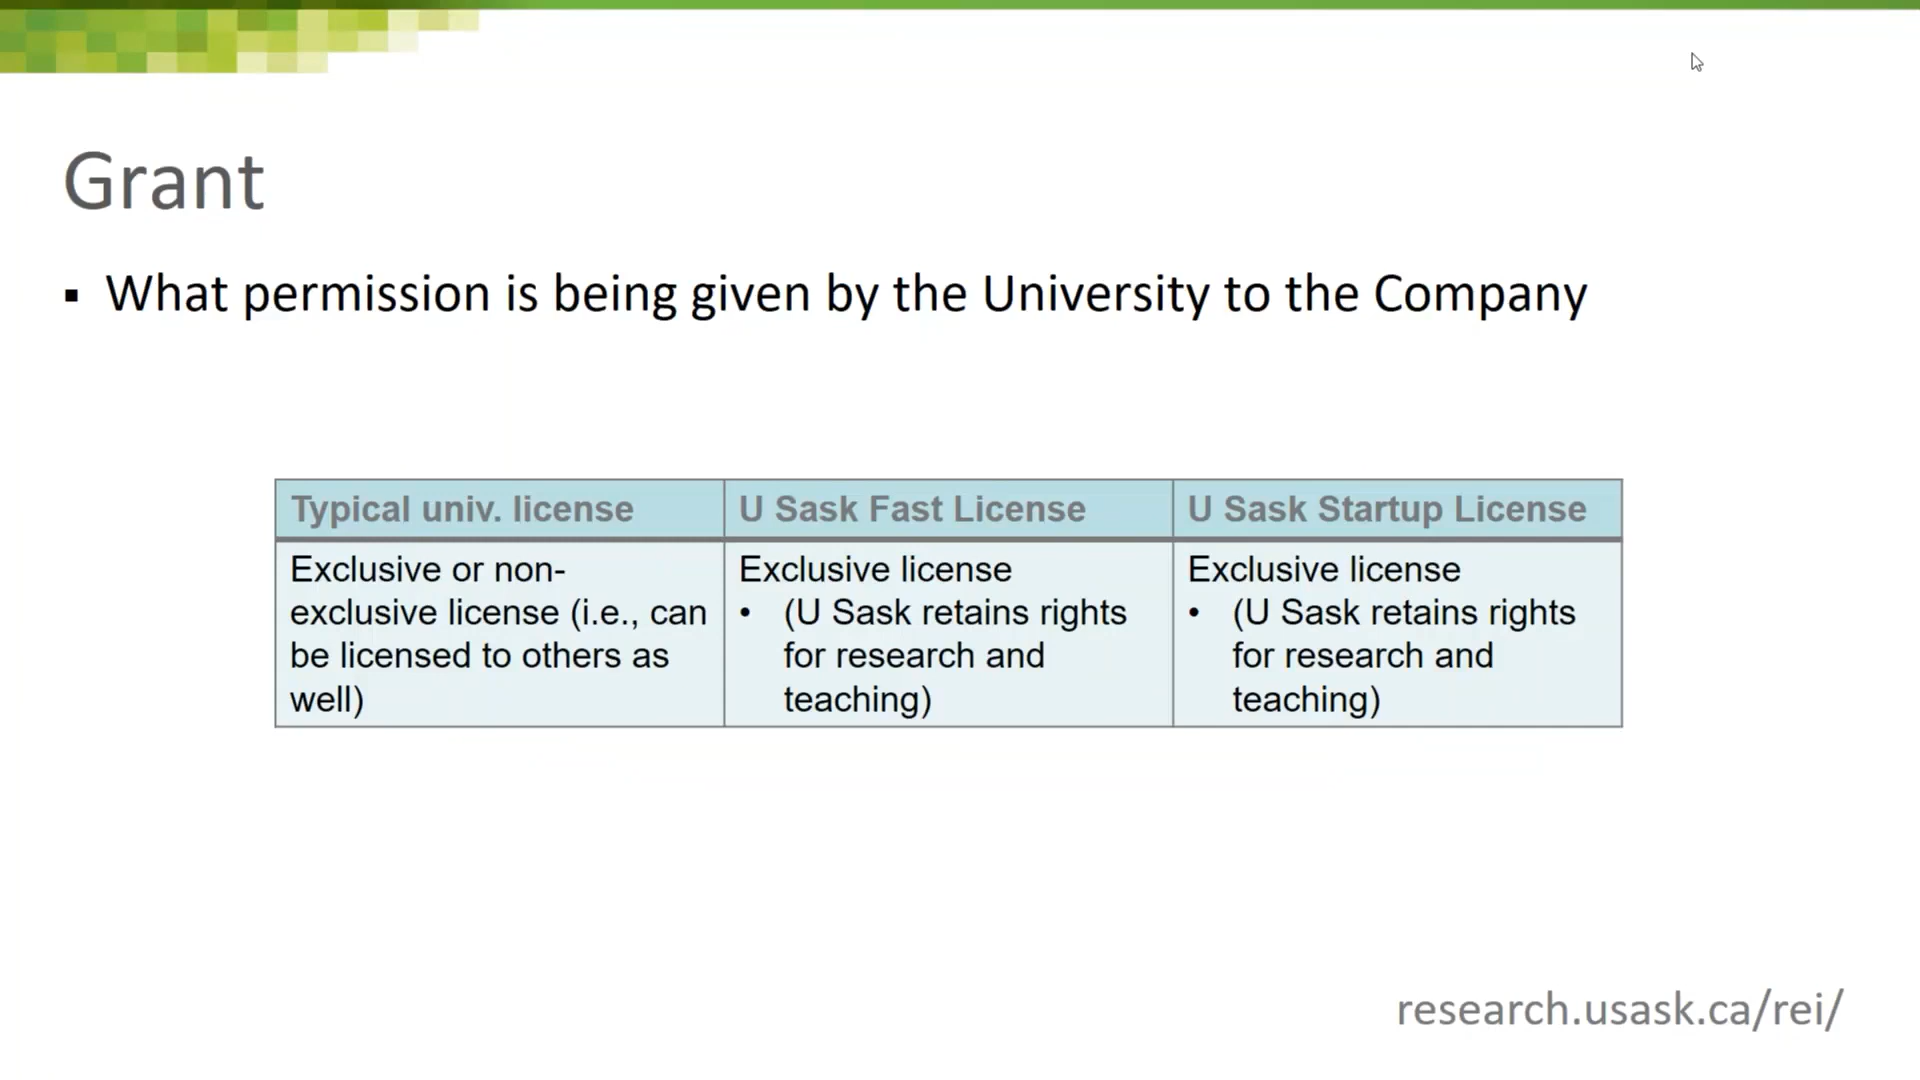 Grant
▪ What permission is being given by the University to the Company
Typical univ. license
U Sask Fast License
U Sask Startup License
Exclusive or non-
exclusive license (i.e., can
be licensed to others as
well)
Exclusive license
• (U Sask retains rights
for research and
teaching)
Exclusive license
• (U Sask retains rights
for research and
teaching)
research.usask.ca/rei/